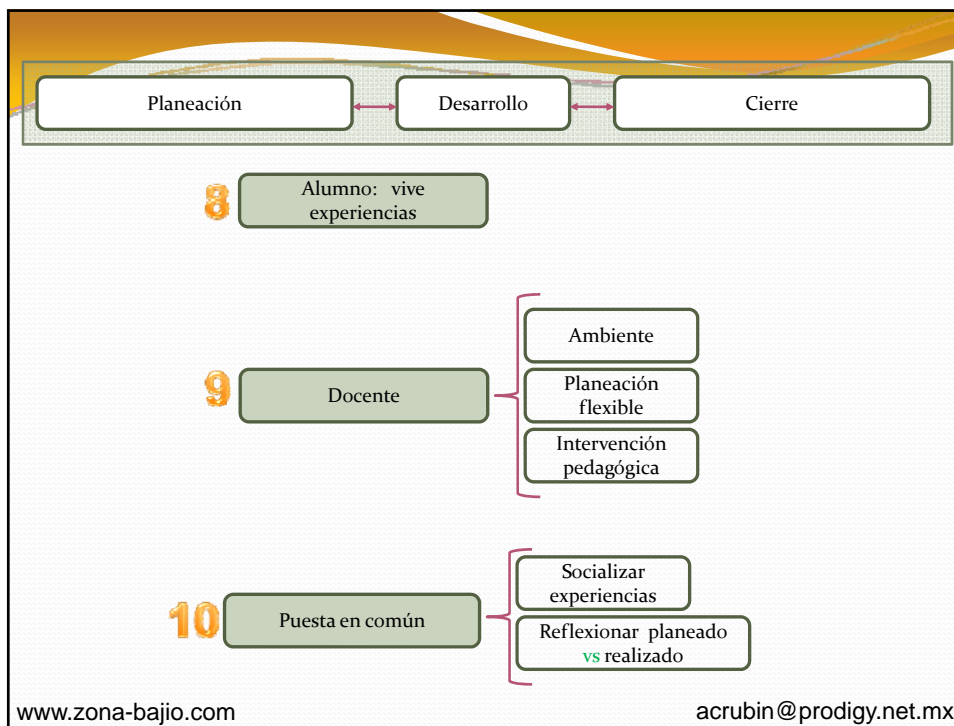 Planeación
Desarrollo
Cierre
8
Alumno: vive
experiencias
9
Docente
Ambiente
Planeación
flexible
Intervención
pedagógica
10
Puesta en común
Socializar
experiencias
Reflexionar planeado
vs realizado
www.zona-bajio.com
acrubin@prodigy.net.mx